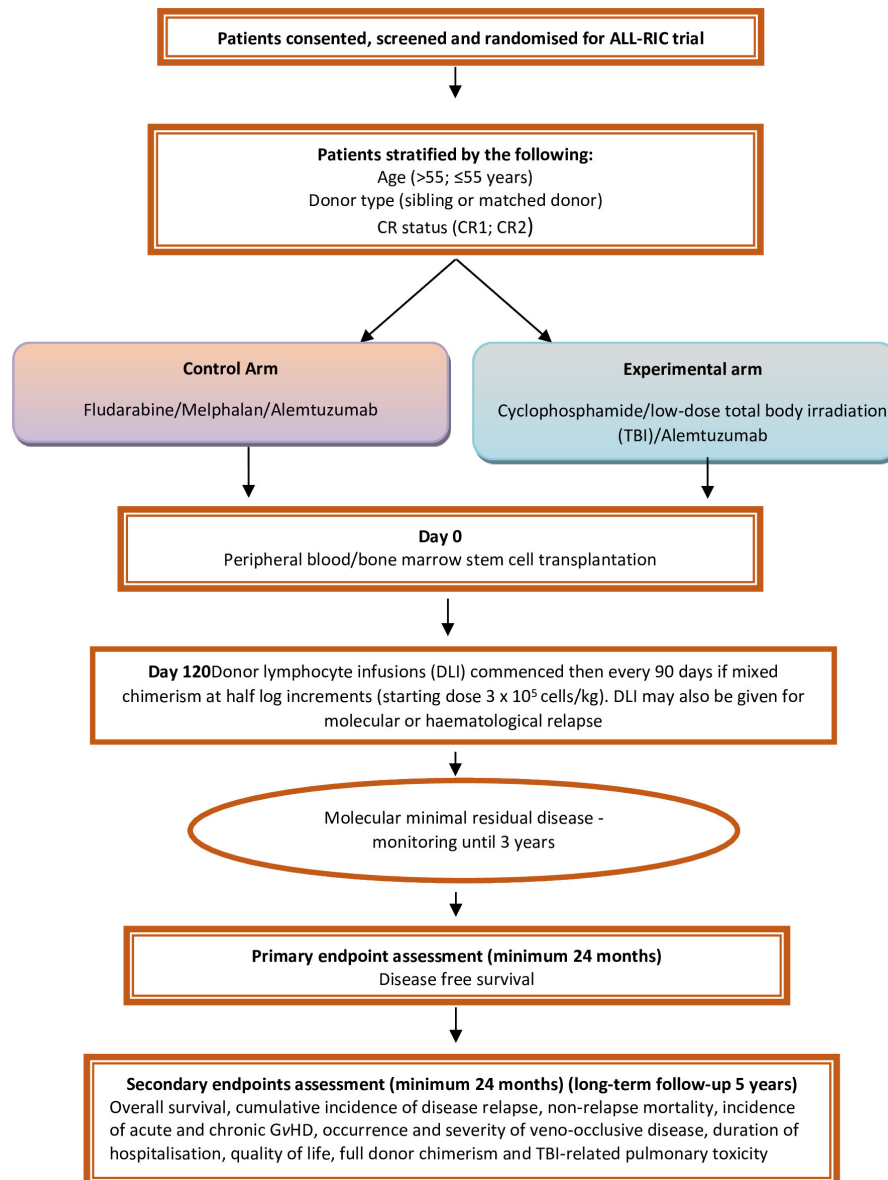 Patients consented, screened and randomised for ALL-RIC trial
Patients stratified by the following:
Age (>55; ≤55 years)
Donor type (sibling or matched donor)
CR status (CR1; CR2)
Control Arm
Fludarabine/Melphalan/Alemtuzumab
Experimental arm
Cyclophosphamide/low-dose total body irradiation
(TBI)/Alemtuzumab
Day 0
Peripheral blood/bone marrow stem cell transplantation
Day 120Donor lymphocyte infusions (DLI) commenced then every 90 days if mixed
chimerism at half log increments (starting dose 3 x 10⁵ cells/kg). DLI may also be given for
molecular or haematological relapse
Molecular minimal residual disease -
monitoring until 3 years
Primary endpoint assessment (minimum 24 months)
Disease free survival
Secondary endpoints assessment (minimum 24 months) (long-term follow-up 5 years)
Overall survival, cumulative incidence of disease relapse, non-relapse mortality, incidence
of acute and chronic GvHD, occurrence and severity of veno-occlusive disease, duration of
hospitalisation, quality of life, full donor chimerism and TBI-related pulmonary toxicity